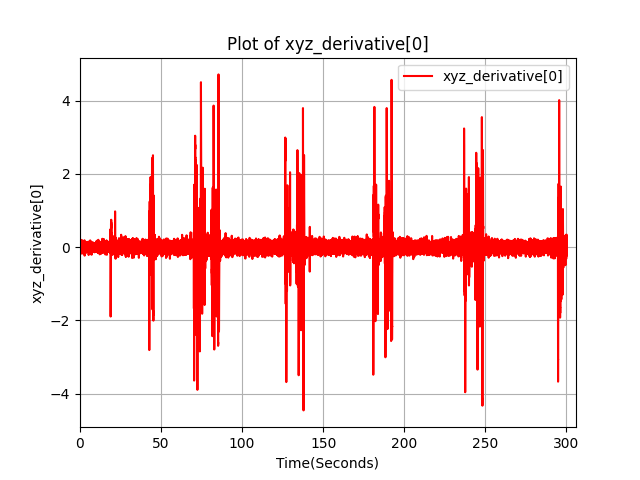 Plot of xyz_derivative[0]
xyz_derivative[0]
xyz_derivative[0]
4
2
0
−2
−4
0 50 100 150 200 250 300
Time(Seconds)